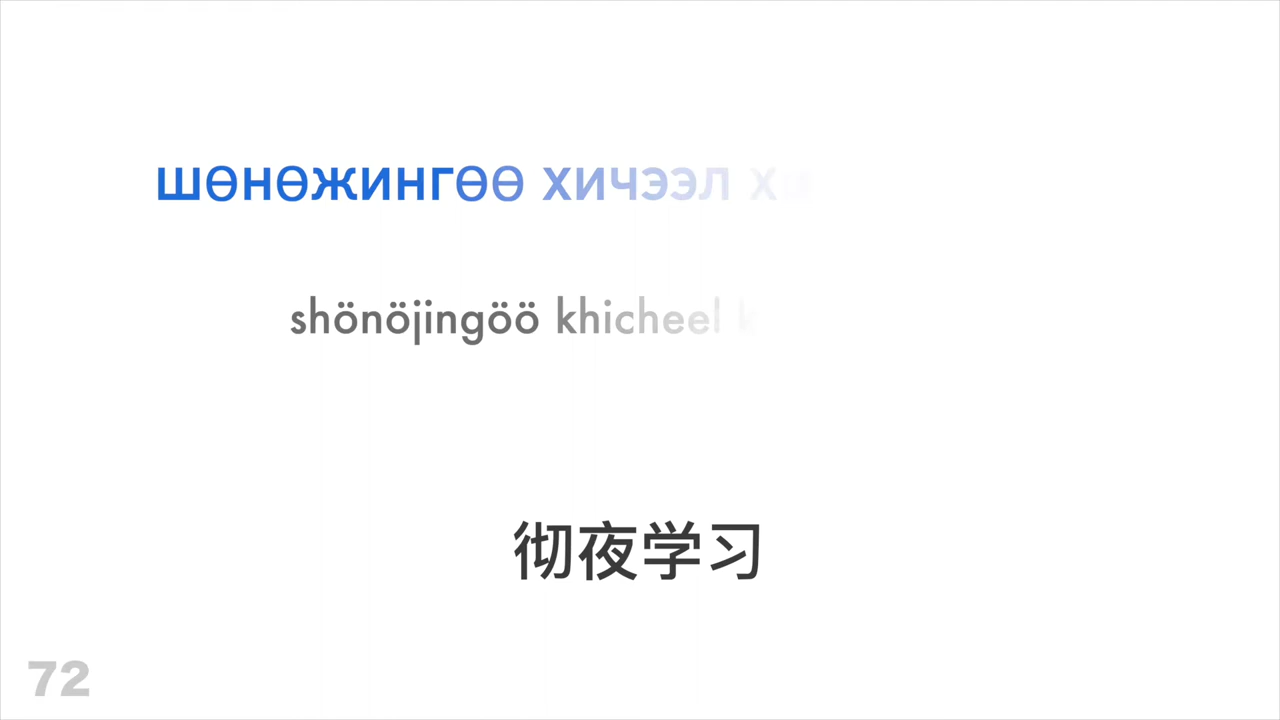 шөнөжингөө хичээл
shönöjingöö khicheel
彻夜学习
72